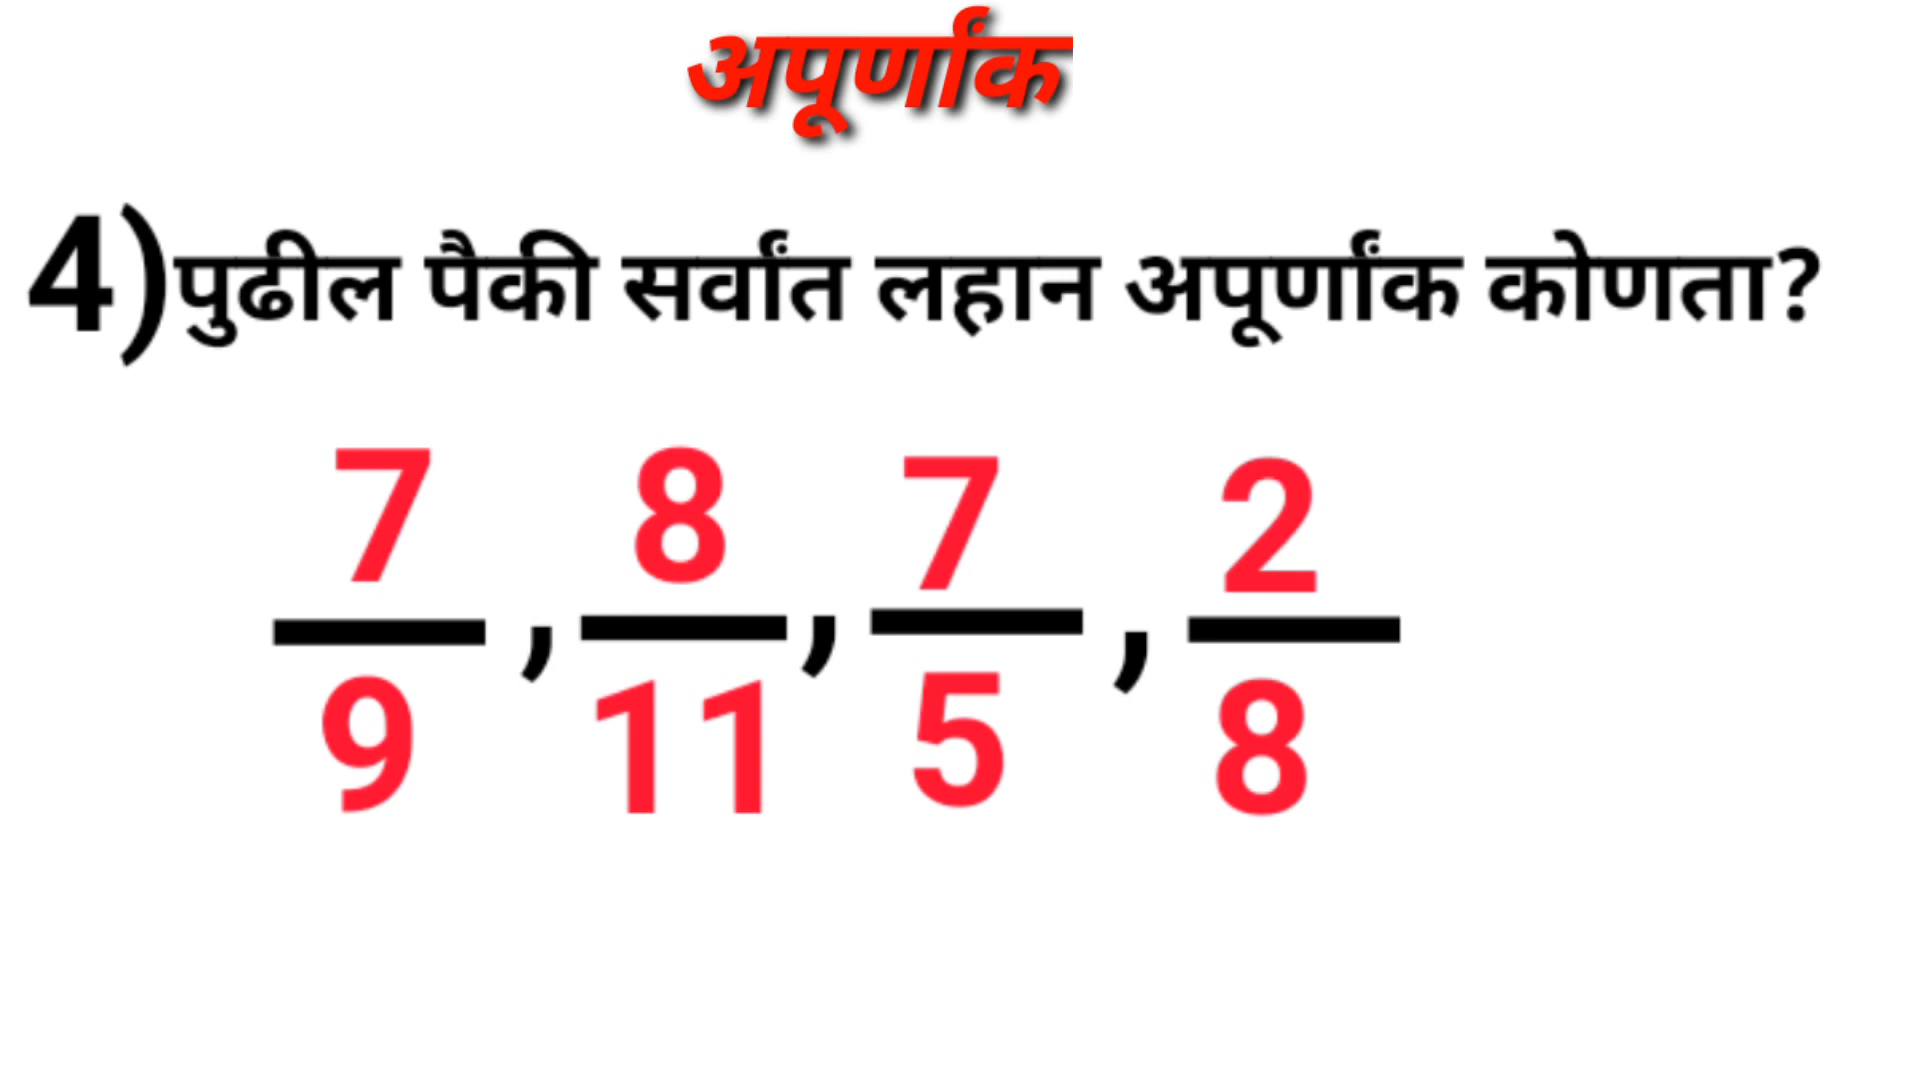 अपूर्णांक
4)पुढील पैकी सर्वांत लहान अपूर्णांक कोणता?
7 8 7 2
, , ,
9 11 5 8